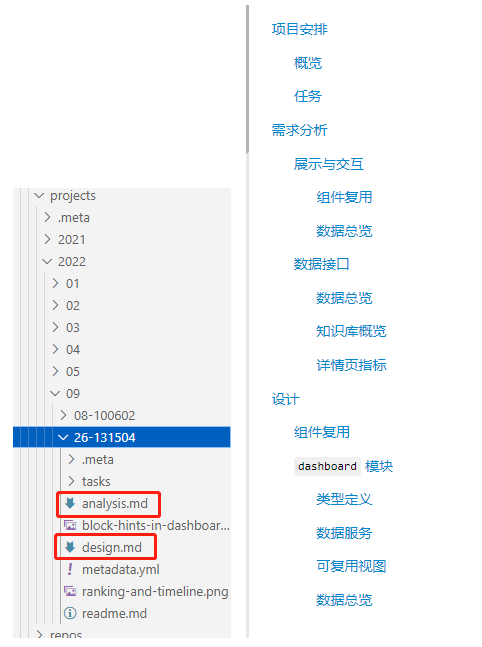 projects
.meta
2021
2022
01
02
03
04
05
09
08-100602
26-131504
.meta
tasks
analysis.md
block-hints-in-dashboar...
design.md
metadata.yml
ranking-and-timeline.png
readme.md
repos
项目安排
概览
任务
需求分析
展示与交互
组件复用
数据总览
数据接口
数据总览
知识库概览
详情页指标
设计
组件复用
dashboard 模块
类型定义
数据服务
可复用视图
数据总览